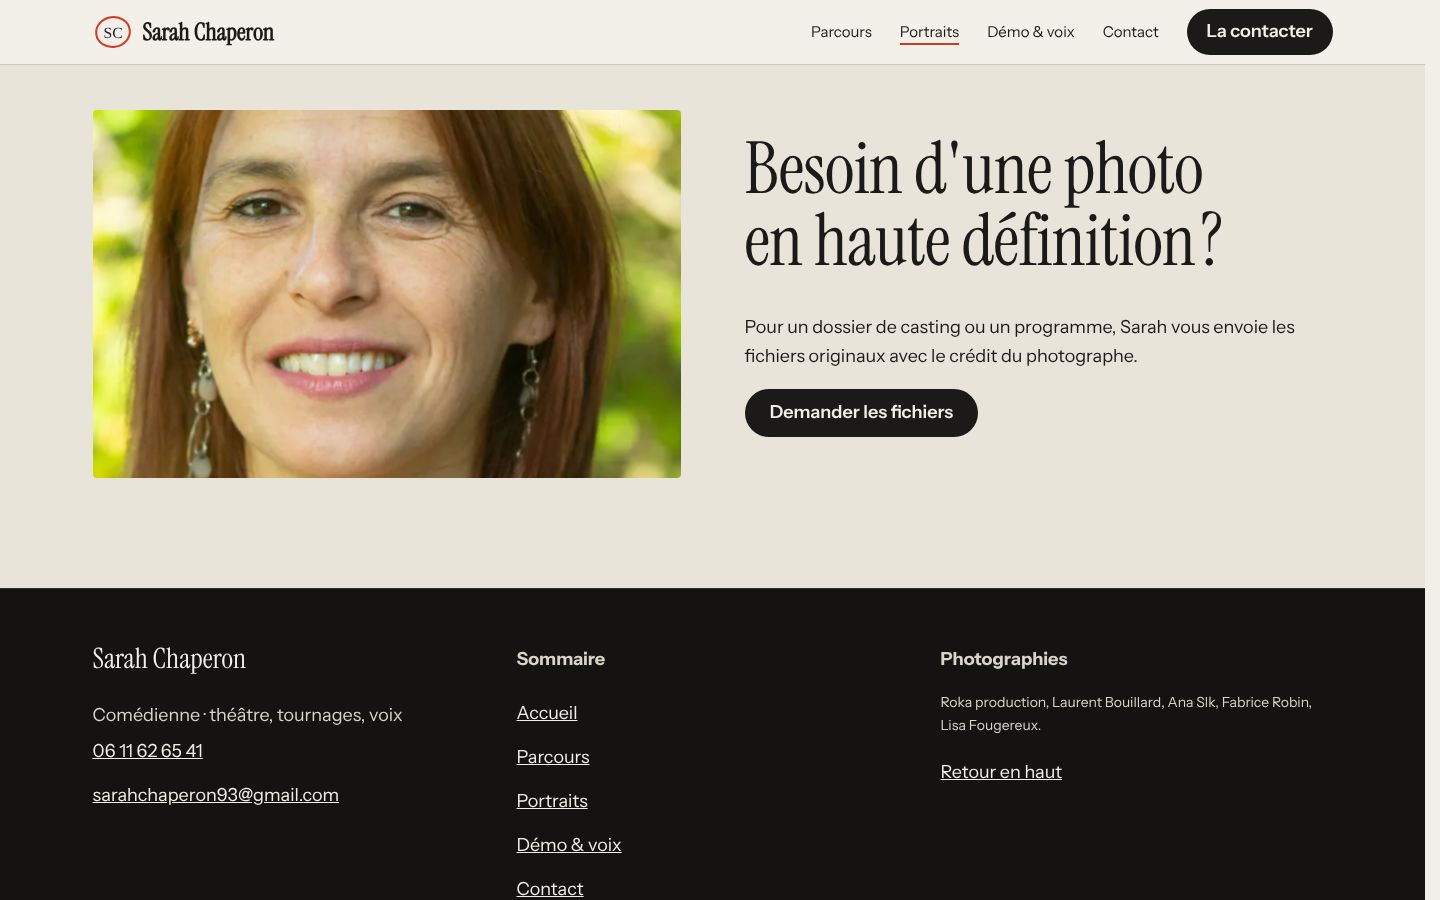 SC Sarah Chaperon Parcours Portraits Démo & voix Contact La contacter
Besoin d'une photo
en haute définition ?
Pour un dossier de casting ou un programme, Sarah vous envoie les
fichiers originaux avec le crédit du photographe.
Demander les fichiers
Sarah Chaperon
Comédienne · théâtre, tournages, voix
06 11 62 65 41
sarahchaperon93@gmail.com
Sommaire
Accueil
Parcours
Portraits
Démo & voix
Contact
Photographies
Roka production, Laurent Bouillard, Ana Slk, Fabrice Robin,
Lisa Fougereux.
Retour en haut